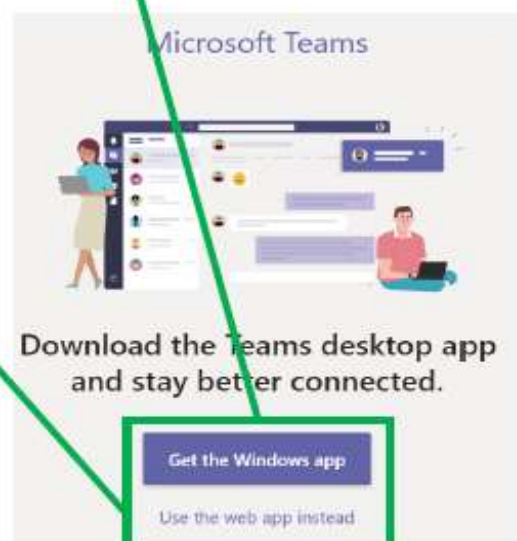 Microsoft Teams
Download the Teams desktop app
and stay better connected.
Get the Windows app
Use the web app instead